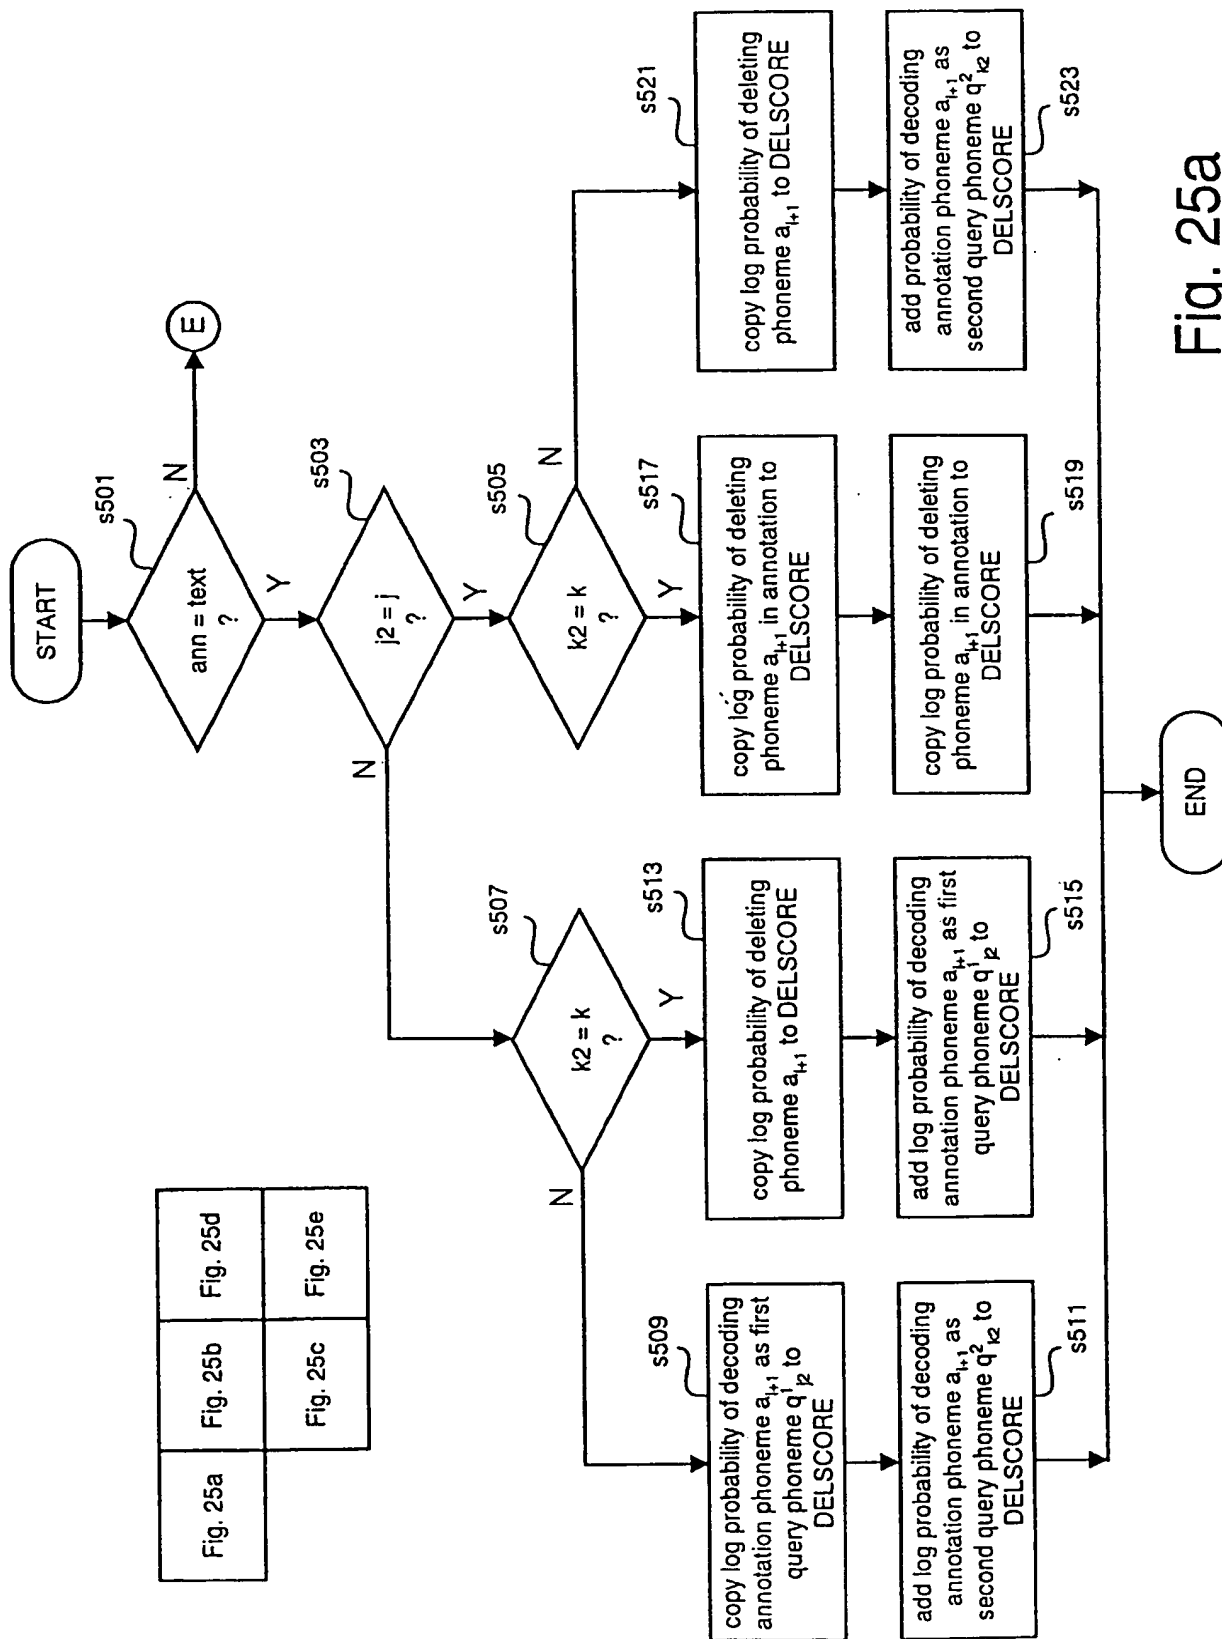 START
s501
ann = text
?
N
E
Y
s503
j2 = j
?
N
Y
s505
k2 = k
?
N
Y
s507
k2 = k
?
N
Y
s509
copy log probability of decoding
annotation phoneme a_{i+1} as first
query phoneme q^1_{j2} to
DELSCORE
s511
add log probability of decoding
annotation phoneme a_{i+1} as
second query phoneme q^2_{k2} to
DELSCORE
s513
copy log probability of deleting
phoneme a_{i+1} to DELSCORE
s515
add log probability of decoding
annotation phoneme a_{i+1} as first
query phoneme q^1_{j2} to
DELSCORE
s517
copy log probability of deleting
phoneme a_{i+1} in annotation to
DELSCORE
s519
copy log probability of deleting
phoneme a_{i+1} in annotation to
DELSCORE
s521
copy log probability of deleting
phoneme a_{i+1} to DELSCORE
s523
add probability of decoding
annotation phoneme a_{i+1} as
second query phoneme q^2_{k2} to
DELSCORE
END
Fig. 25a
Fig. 25b
Fig. 25d
Fig. 25c
Fig. 25e
Fig. 25a